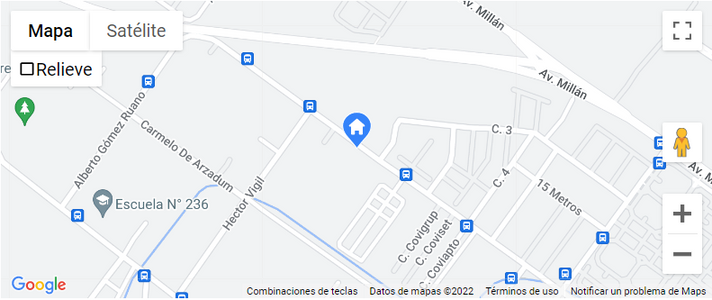 Mapa
Satélite
Relieve
re
Av. Millán
Av. Millán
Av. M
Alberto Gómez Ruano
Carmelo De Arzadum
Hector Vigil
Escuela N° 236
C. 3
C. 4
15 Metros
C. Covigrup
C. Coviset
C. Coviapto
Google
Combinaciones de teclas
Datos de mapas ©2022
Términos de uso
Notificar un problema de Maps